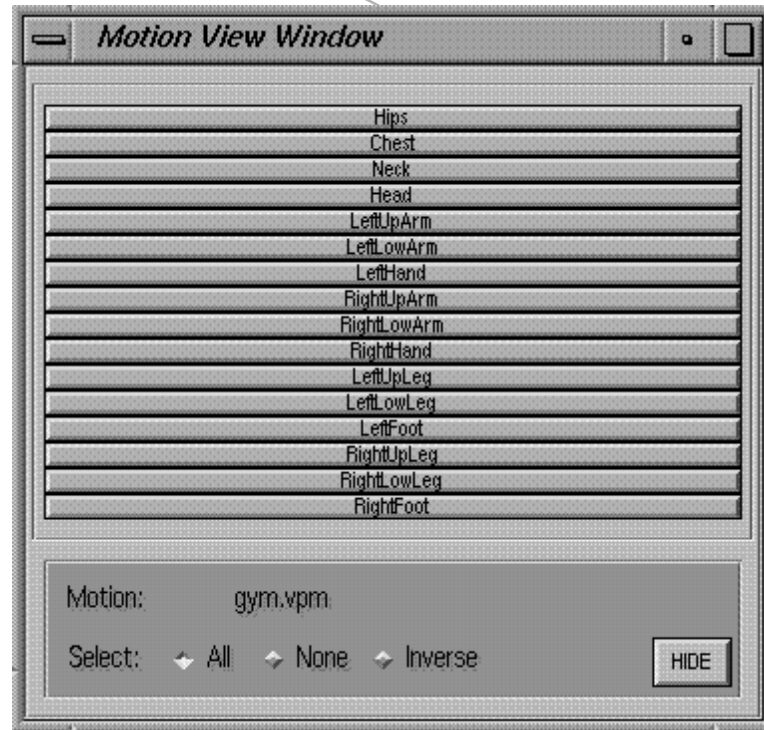 Motion View Window
Hips
Chest
Neck
Head
LeftUpArm
LeftLowArm
LeftHand
RightUpArm
RightLowArm
RightHand
LeftUpLeg
LeftLowLeg
LeftFoot
RightUpLeg
RightLowLeg
RightFoot
Motion: gym.vpm
Select: All None Inverse HIDE